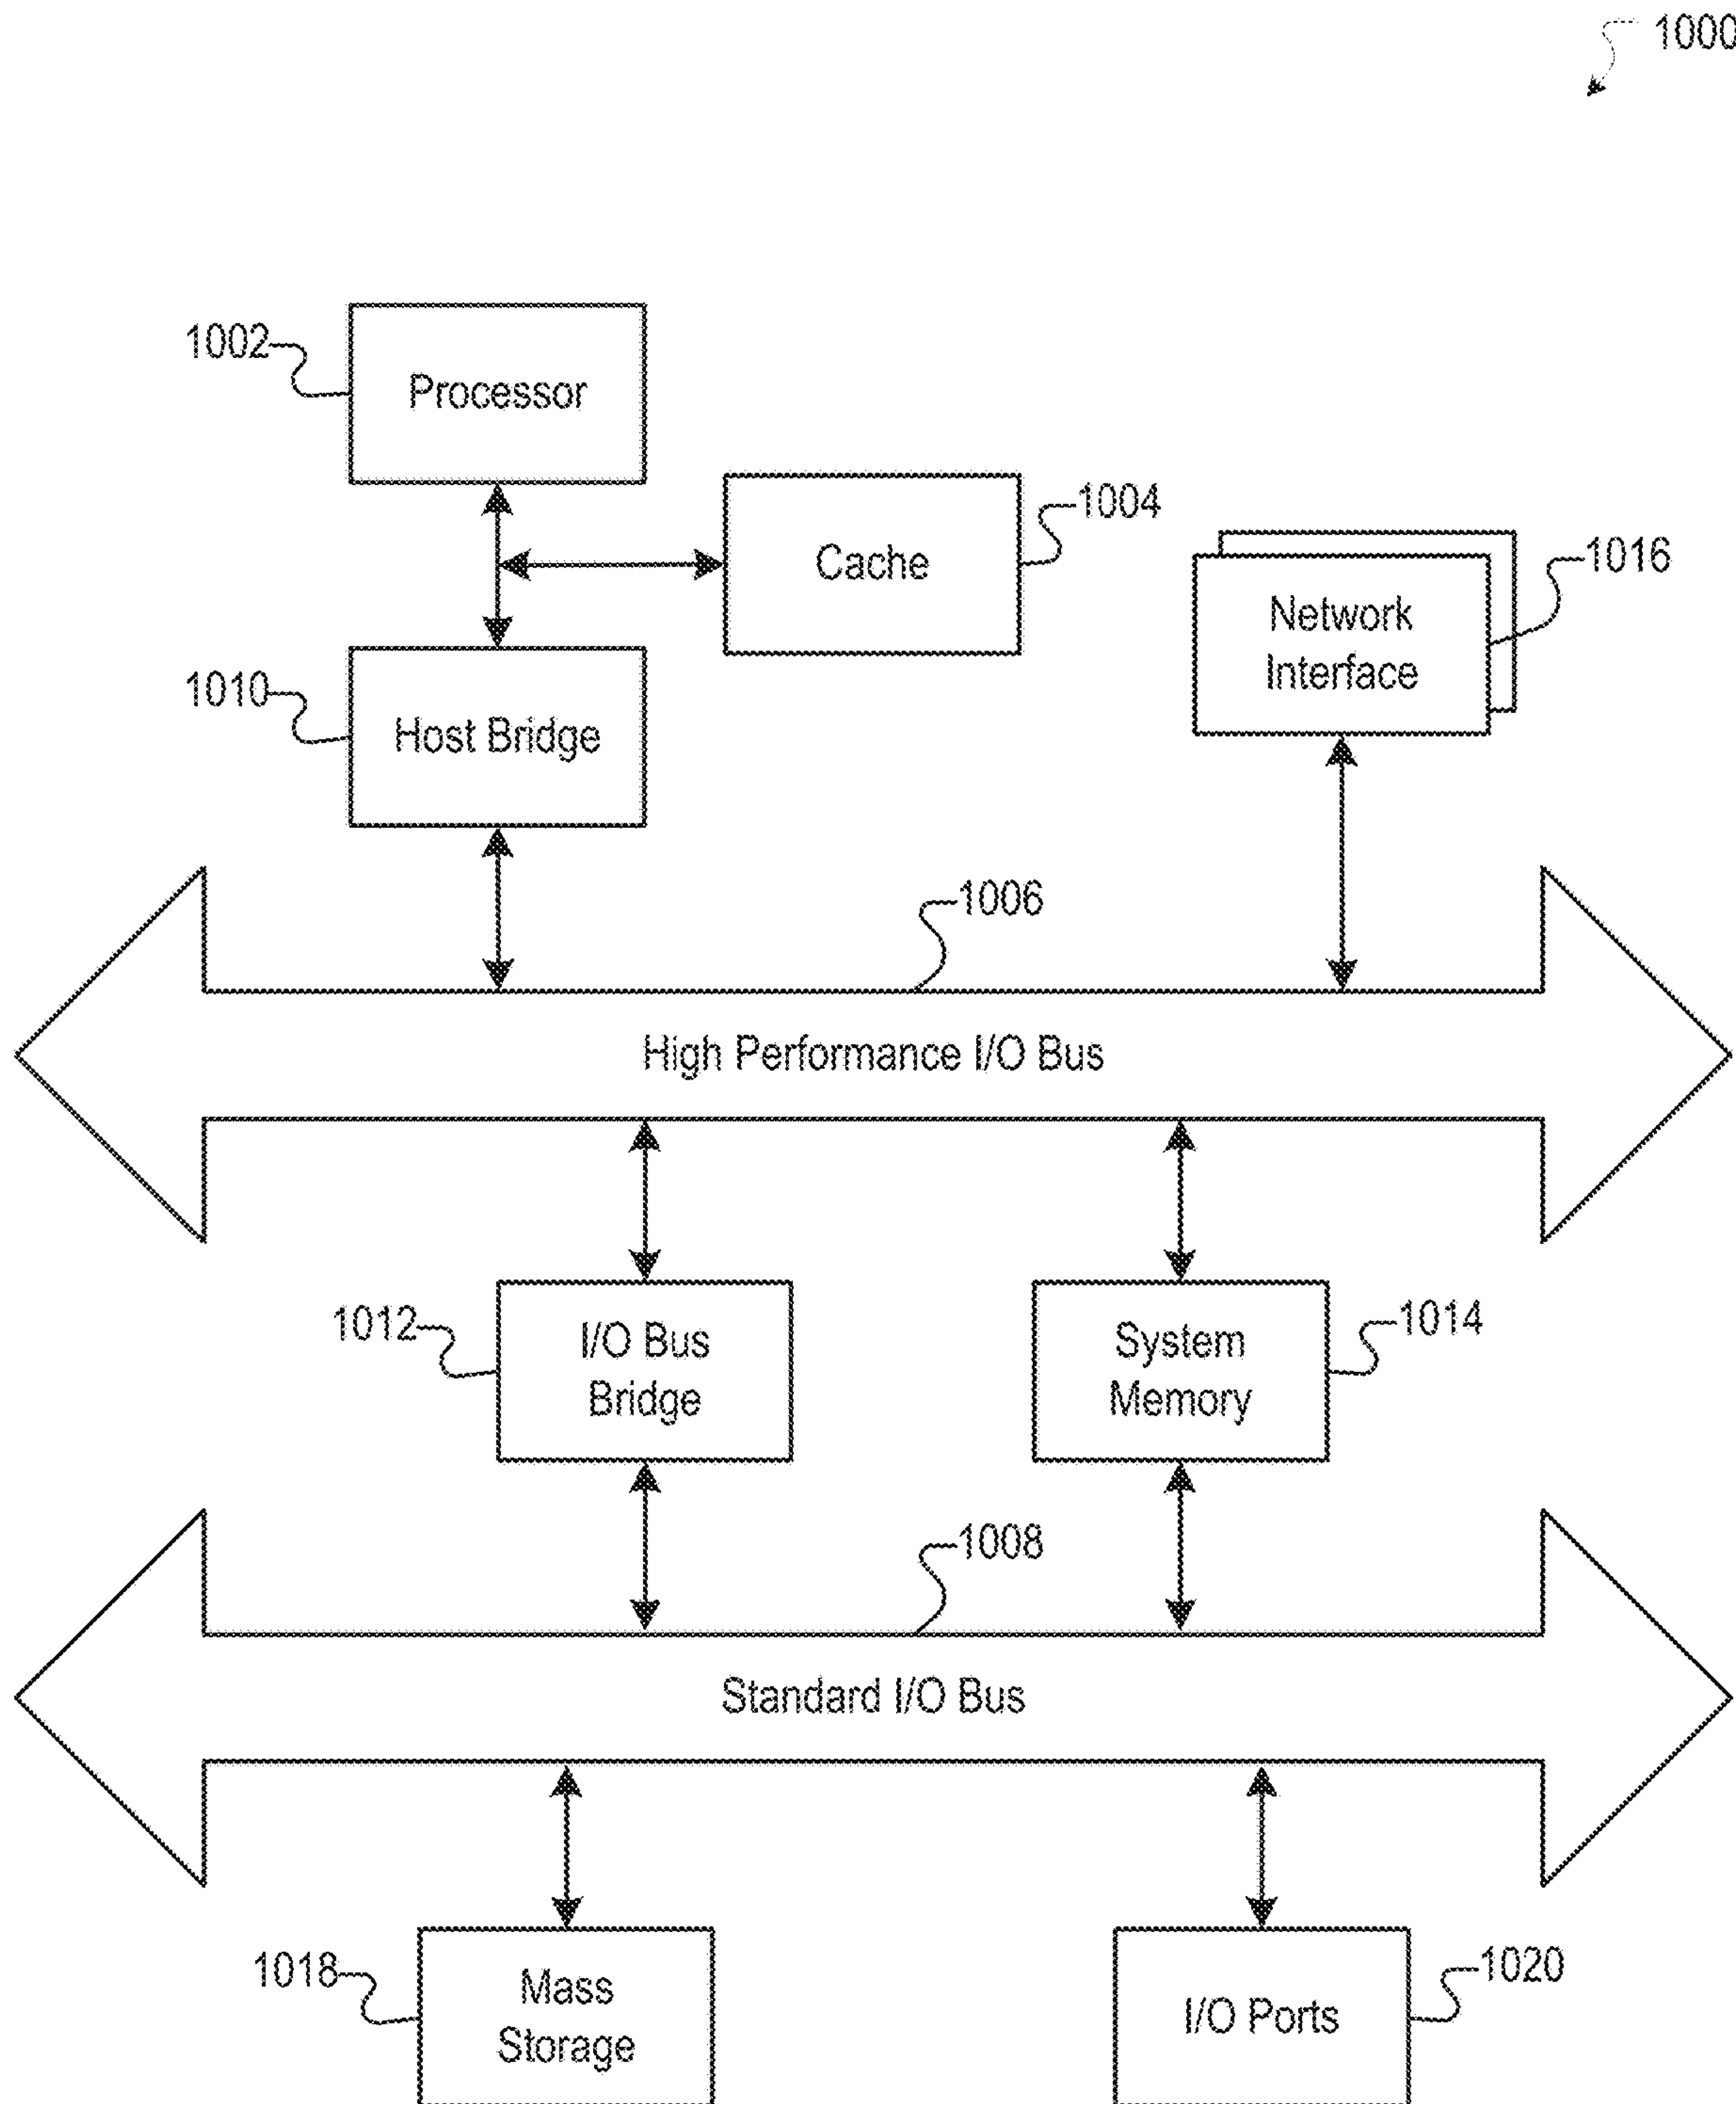 1000
1002
Processor
1004
Cache
1016
Network
Interface
1010
Host Bridge
1006
High Performance I/O Bus
1012
I/O Bus
Bridge
1014
System
Memory
1008
Standard I/O Bus
1018
Mass
Storage
1020
I/O Ports